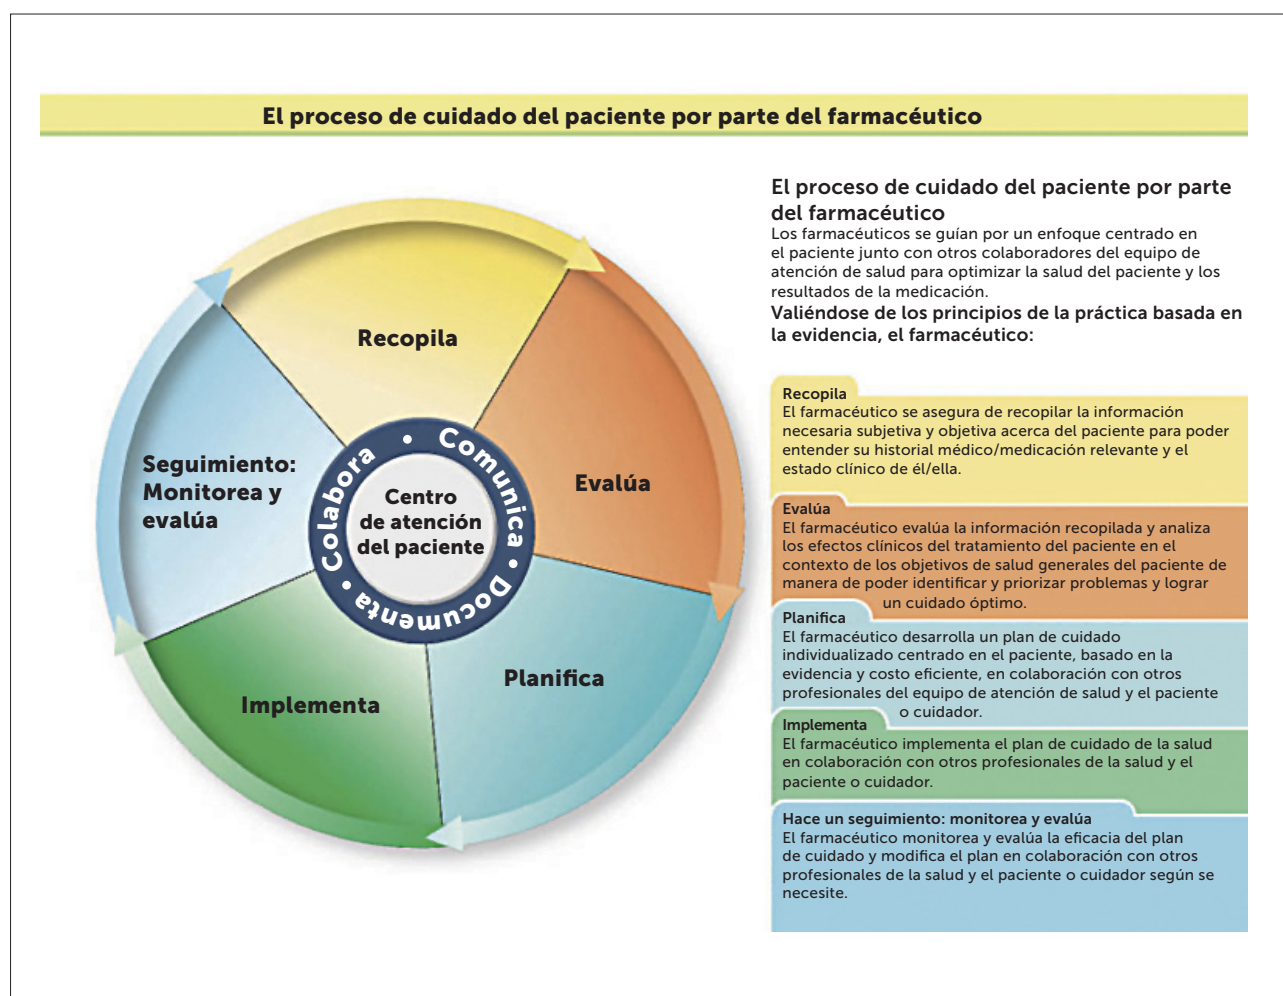 El proceso de cuidado del paciente por parte del farmacéutico
Recopila
Evalúa
Planifica
Implementa
Seguimiento:
Monitorea y
evalúa
Colabora • Comunica • Documenta •
Centro
de atención
del paciente
El proceso de cuidado del paciente por parte
del farmacéutico
Los farmacéuticos se guían por un enfoque centrado en
el paciente junto con otros colaboradores del equipo de
atención de salud para optimizar la salud del paciente y los
resultados de la medicación.
Valiéndose de los principios de la práctica basada en
la evidencia, el farmacéutico:
Recopila
El farmacéutico se asegura de recopilar la información
necesaria subjetiva y objetiva acerca del paciente para poder
entender su historial médico/medicación relevante y el
estado clínico de él/ella.
Evalúa
El farmacéutico evalúa la información recopilada y analiza
los efectos clínicos del tratamiento del paciente en el
contexto de los objetivos de salud generales del paciente de
manera de poder identificar y priorizar problemas y lograr
un cuidado óptimo.
Planifica
El farmacéutico desarrolla un plan de cuidado
individualizado centrado en el paciente, basado en la
evidencia y costo eficiente, en colaboración con otros
profesionales del equipo de atención de salud y el paciente
o cuidador.
Implementa
El farmacéutico implementa el plan de cuidado de la salud
en colaboración con otros profesionales de la salud y el
paciente o cuidador.
Hace un seguimiento: monitorea y evalúa
El farmacéutico monitorea y evalúa la eficacia del plan
de cuidado y modifica el plan en colaboración con otros
profesionales de la salud y el paciente o cuidador según se
necesite.